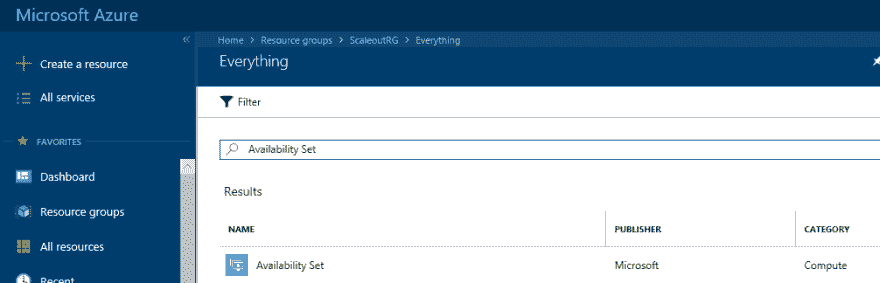 Microsoft Azure
«
Home > Resource groups > ScaleoutRG > Everything
Everything
Create a resource
All services
FAVORITES
Dashboard
Resource groups
All resources
Recent
Filter
Availability Set
Results
NAME PUBLISHER CATEGORY
Availability Set Microsoft Compute